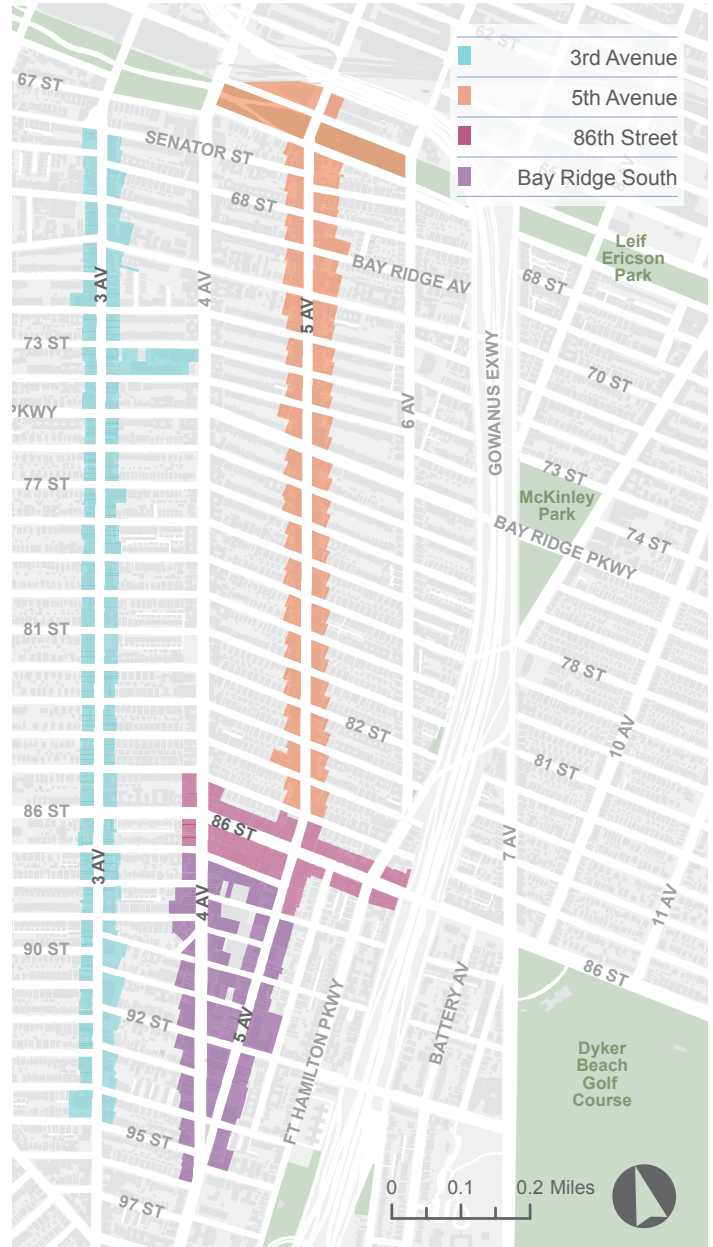 62 ST
3rd Avenue
5th Avenue
86th Street
Bay Ridge South
67 ST
SENATOR ST
68 ST
BAY RIDGE AV
Leif
Ericson
Park
68 ST
3 AV
4 AV
5 AV
73 ST
GOWANUS EXWY
70 ST
6 AV
PKWY
77 ST
73 ST
McKinley
Park
74 ST
BAY RIDGE PKWY
81 ST
78 ST
82 ST
10 AV
81 ST
86 ST
86 ST
7 AV
3 AV
4 AV
11 AV
90 ST
86 ST
92 ST
5 AV
FT HAMILTON PKWY
BATTERY AV
Dyker
Beach
Golf
Course
95 ST
97 ST
0 0.1 0.2 Miles